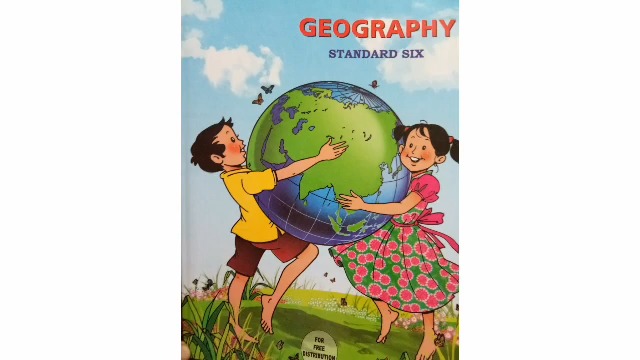 GEOGRAPHY
STANDARD SIX
FOR
FREE
DISTRIBUTION